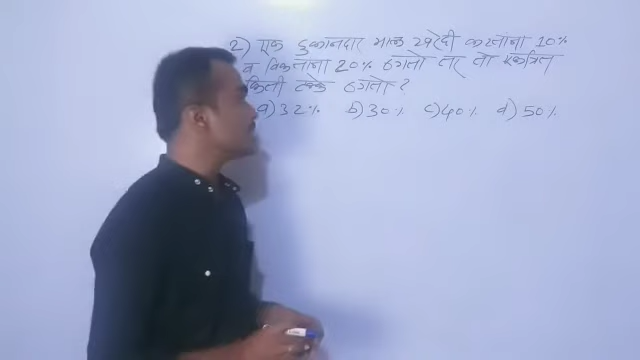 2) एक दुकानदार माल खरेदी करताना 10%
व विकताना 20% ठगतो तर तो एकत्रित
किती टक्के ठगतो?
a) 32% b) 30% c) 40% d) 50%